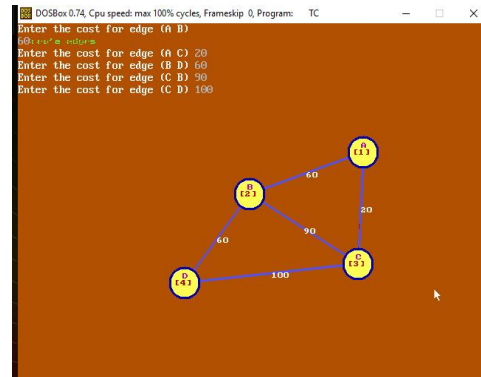 DOSBox 0.74, Cpu speed: max 100% cycles, Frameskip 0, Program: TC
Enter the cost for edge (A B)
60
Enter the cost for edge (A C) 20
Enter the cost for edge (B D) 60
Enter the cost for edge (C B) 90
Enter the cost for edge (C D) 100
A
[1]
60
B
[2]
20
90
60
C
[3]
100
D
[4]